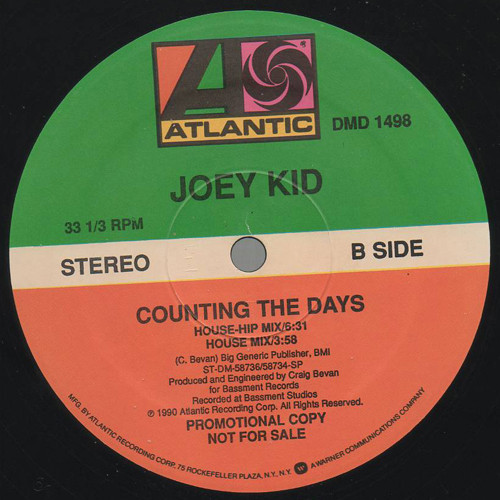 ATLANTIC
DMD 1498
JOEY KID
33 1/3 RPM
STEREO
B SIDE
COUNTING THE DAYS
HOUSE-HIP MIX/6:31
HOUSE MIX/3:58
(C. Bevan) Big Generic Publisher, BMI
ST-DM-58736/58734-SP
Produced and Engineered by Craig Bevan
for Bassment Records
Recorded at Bassment Studios
℗ 1990 Atlantic Recording Corp. All Rights Reserved.
PROMOTIONAL COPY
NOT FOR SALE
MFG. BY ATLANTIC RECORDING CORP. 75 ROCKEFELLER PLAZA, N.Y., N.Y. A WARNER COMMUNICATIONS COMPANY